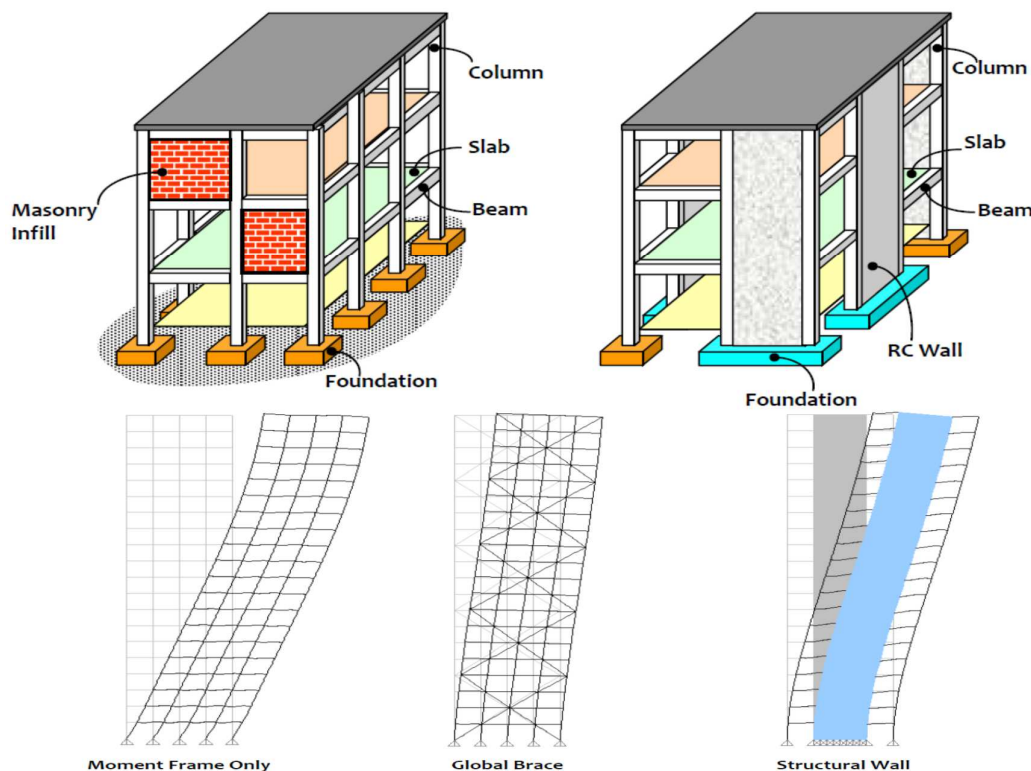 Column
Slab
Beam
Masonry
Infill
Foundation
Column
Slab
Beam
RC Wall
Foundation
Moment Frame Only
Global Brace
Structural Wall